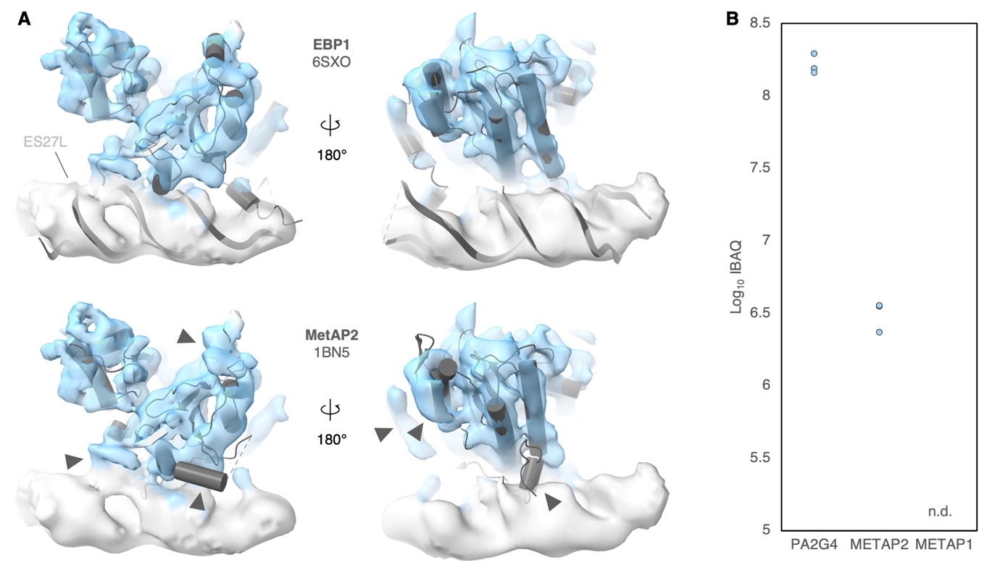 A
EBP1
6SXO
180°
ES27L
MetAP2
1BN5
180°
B
8.5
8
7.5
7
6.5
6
5.5
5
Log10 IBAQ
n.d.
PA2G4 METAP2 METAP1